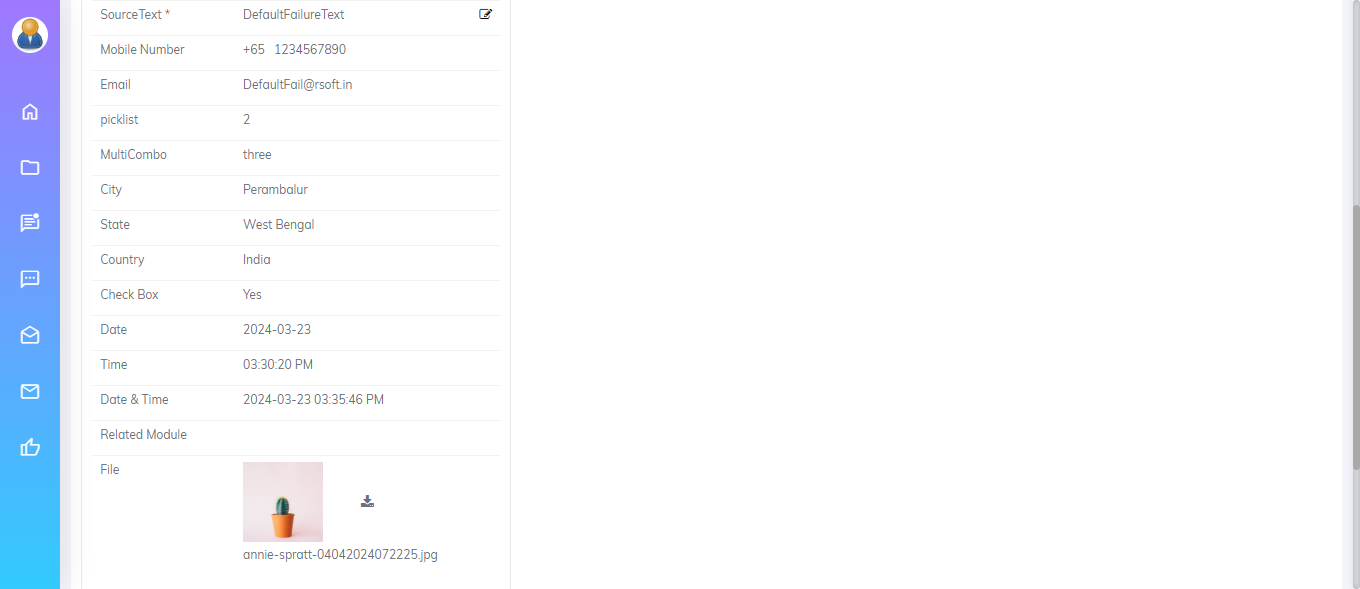 SourceText * DefaultFailureText
Mobile Number +65 1234567890
Email DefaultFail@rsoft.in
picklist 2
MultiCombo three
City Perambalur
State West Bengal
Country India
Check Box Yes
Date 2024-03-23
Time 03:30:20 PM
Date & Time 2024-03-23 03:35:46 PM
Related Module
File
annie-spratt-04042024072225.jpg